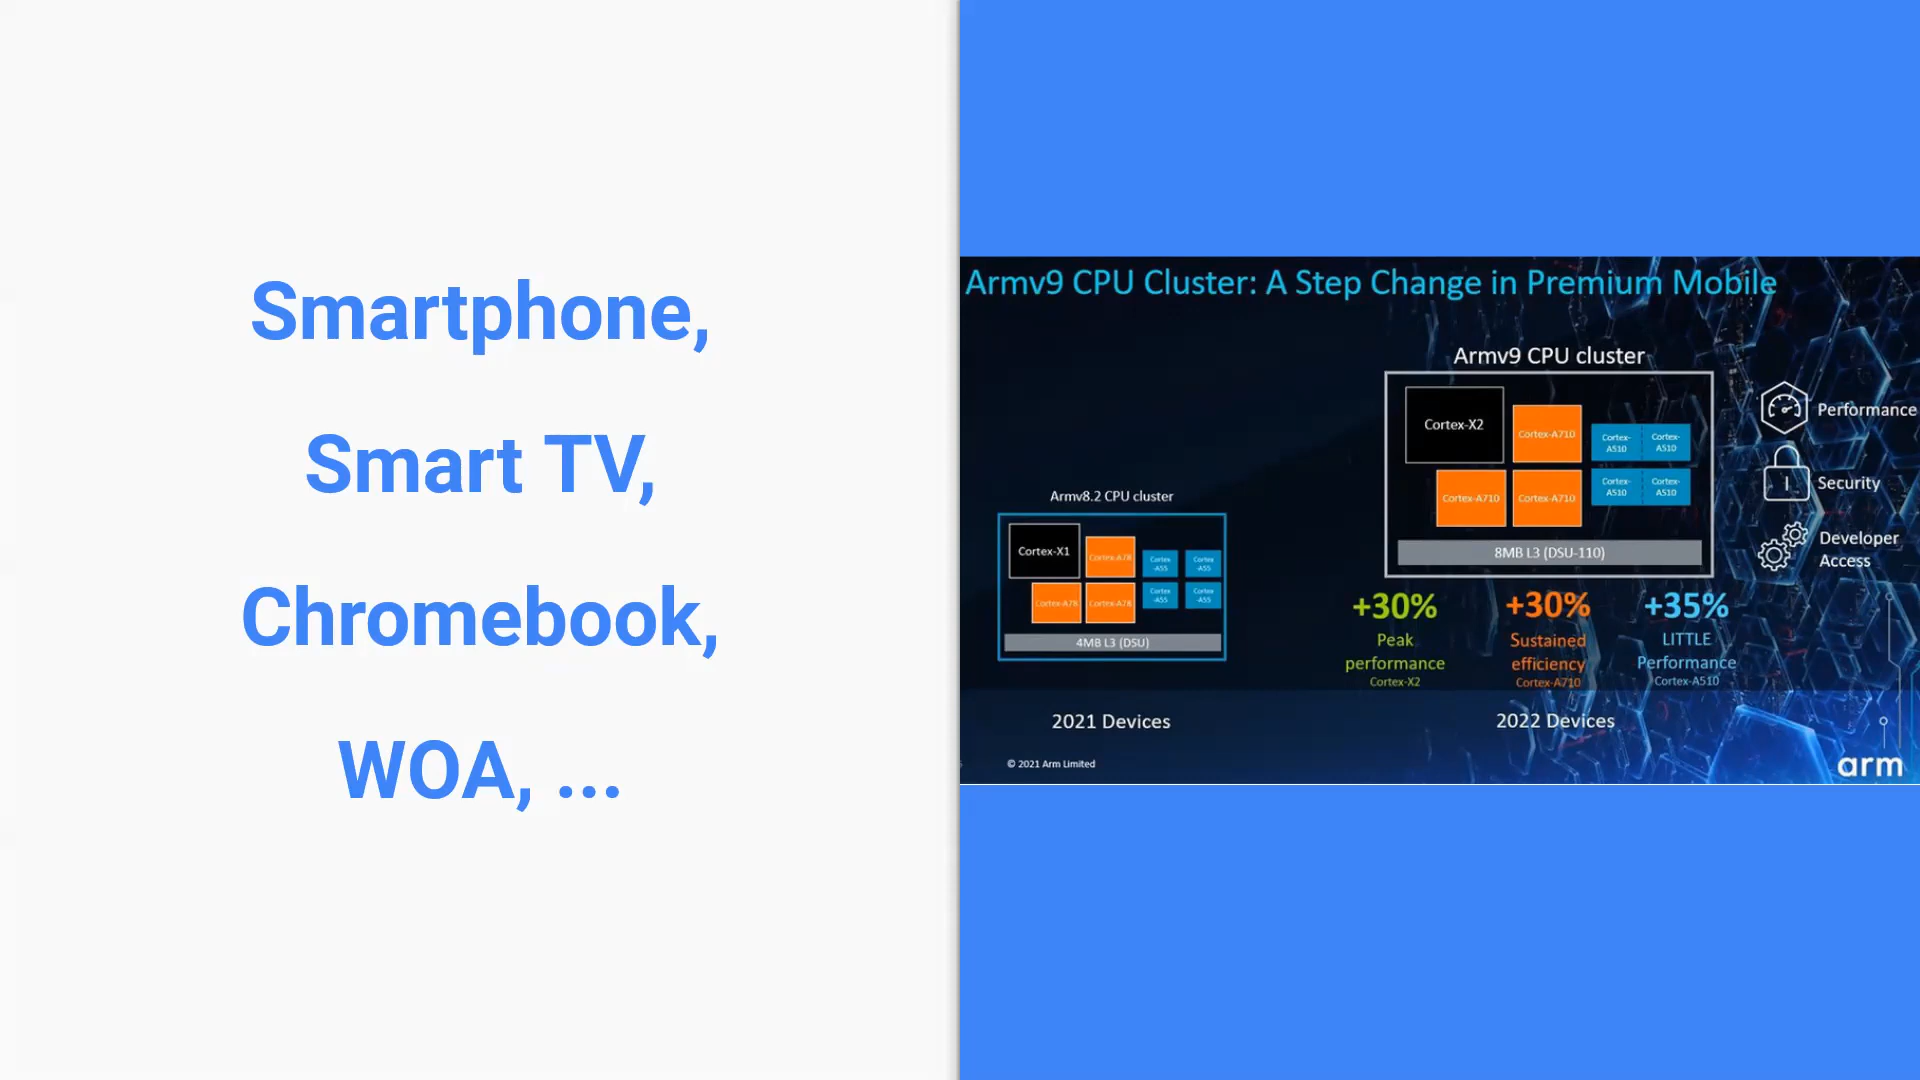 Smartphone,
Smart TV,
Chromebook,
WOA, ...
Armv9 CPU Cluster: A Step Change in Premium Mobile
Armv8.2 CPU cluster
Cortex-X1
Cortex-A78
Cortex-A55
Cortex-A55
Cortex-A78
Cortex-A78
Cortex-A55
Cortex-A55
4MB L3 (DSU)
2021 Devices
Armv9 CPU cluster
Cortex-X2
Cortex-A710
Cortex-A510
Cortex-A510
Cortex-A710
Cortex-A710
Cortex-A510
Cortex-A510
8MB L3 (DSU-110)
+30%
Peak
performance
Cortex-X2
+30%
Sustained
efficiency
Cortex-A710
+35%
LITTLE
Performance
Cortex-A510
2022 Devices
Performance
Security
Developer
Access
© 2021 Arm Limited
arm